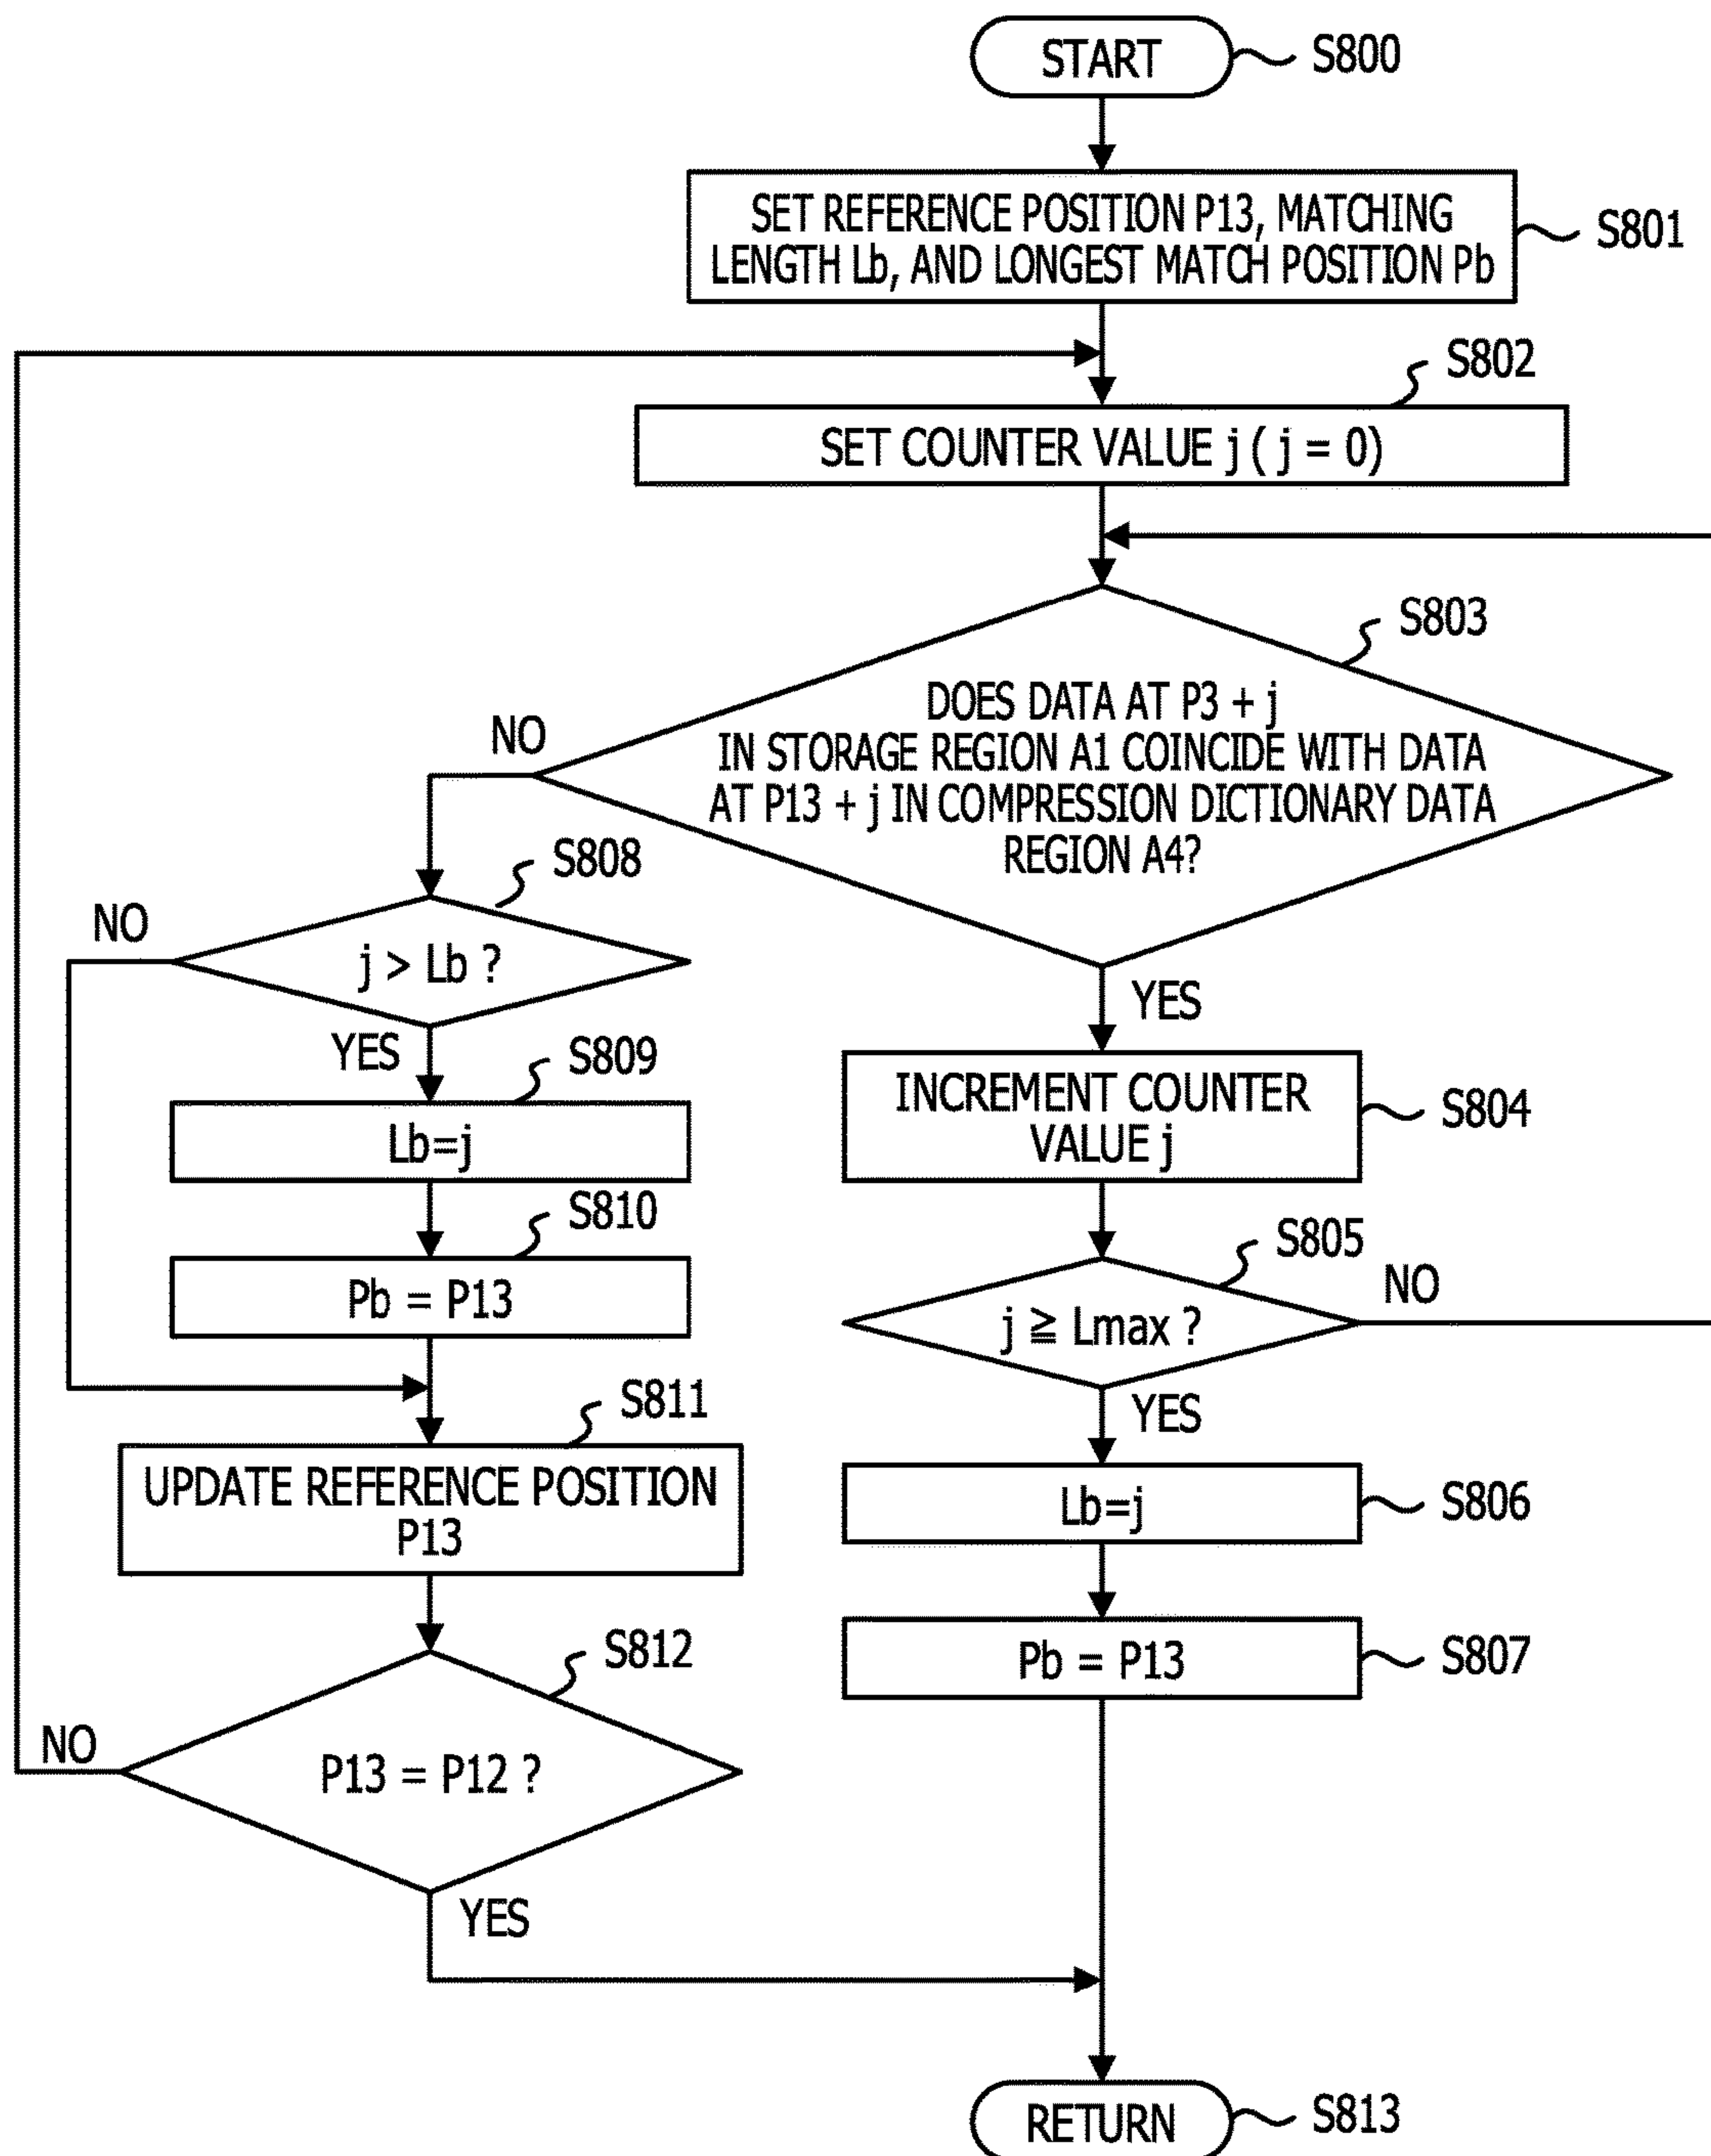 START
S800
SET REFERENCE POSITION P13, MATCHING
LENGTH Lb, AND LONGEST MATCH POSITION Pb
S801
S802
SET COUNTER VALUE j ( j = 0)
S803
DOES DATA AT P3 + j
IN STORAGE REGION A1 COINCIDE WITH DATA
AT P13 + j IN COMPRESSION DICTIONARY DATA
REGION A4?
NO
YES
S808
j > Lb ?
NO
YES
S809
Lb=j
S810
Pb = P13
S811
UPDATE REFERENCE POSITION
P13
S812
P13 = P12 ?
NO
YES
INCREMENT COUNTER
VALUE j
S804
S805
j ≧ Lmax ?
NO
YES
Lb=j
S806
Pb = P13
S807
RETURN
S813